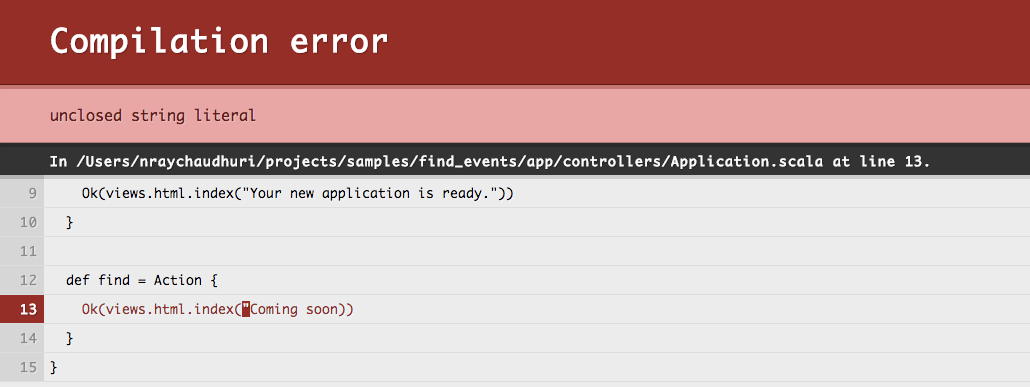 Compilation error
unclosed string literal
In /Users/nraychaudhuri/projects/samples/find_events/app/controllers/Application.scala at line 13.
9 Ok(views.html.index("Your new application is ready."))
10 }
11
12 def find = Action {
13 Ok(views.html.index("Coming soon))
14 }
15 }